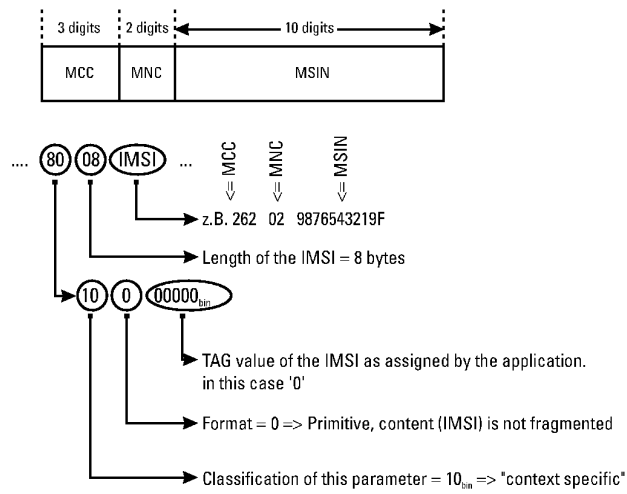 3 digits 2 digits 10 digits
MCC MNC MSIN
.... 80 08 IMSI ... <= MCC <= MNC <= MSIN
z.B. 262 02 9876543219F
Length of the IMSI = 8 bytes
10 0 00000bin
TAG value of the IMSI as assigned by the application.
in this case '0'
Format = 0 => Primitive, content (IMSI) is not fragmented
Classification of this parameter = 10bin => "context specific"